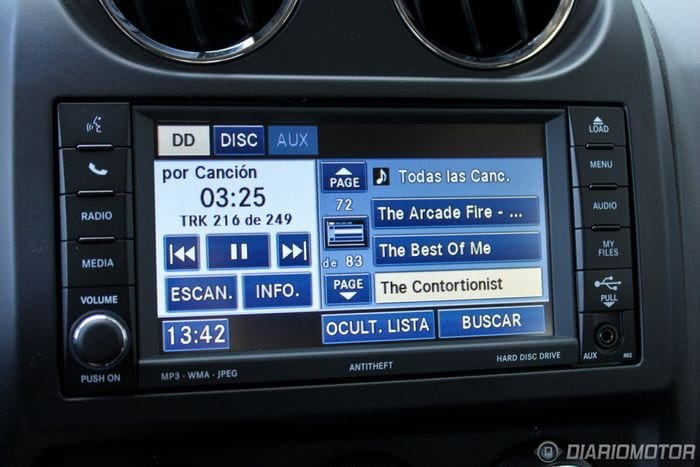 LOAD
DD DISC AUX
MENU
RADIO
AUDIO
MEDIA
MY FILES
VOLUME
PULL
PUSH ON
AUX
RB2
por Canción
03:25
TRK 216 de 249
ESCAN. INFO.
13:42
PAGE
72
de 83
PAGE
Todas las Canc.
The Arcade Fire - ...
The Best Of Me
The Contortionist
OCULT. LISTA BUSCAR
MP3 - WMA - JPEG
ANTITHEFT
HARD DISC DRIVE
DIARIOMOTOR